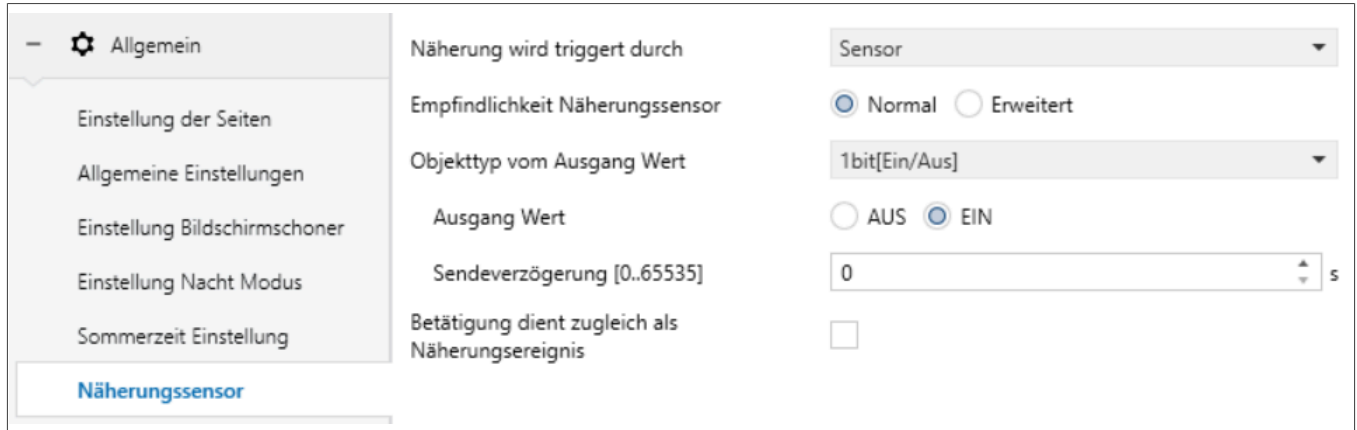 Allgemein
Einstellung der Seiten
Allgemeine Einstellungen
Einstellung Bildschirmschoner
Einstellung Nacht Modus
Sommerzeit Einstellung
Näherungssensor
Näherung wird triggert durch Sensor
Empfindlichkeit Näherungssensor Normal Erweitert
Objekttyp vom Ausgang Wert 1bit[Ein/Aus]
Ausgang Wert AUS EIN
Sendeverzögerung [0..65535] 0 s
Betätigung dient zugleich als
Näherungsereignis